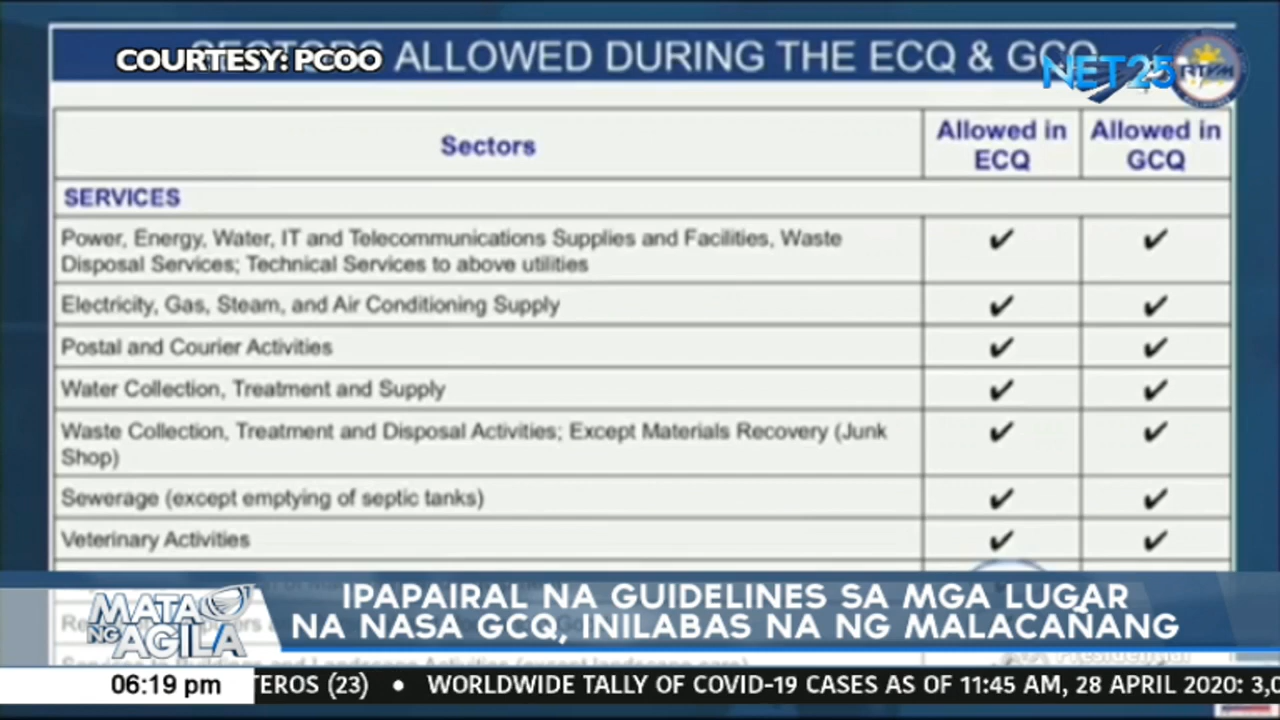 COURTESY: PCOO
ALLOWED DURING THE ECQ & GCQ
NET25
RTVM
Sectors
Allowed in ECQ
Allowed in GCQ
SERVICES
Power, Energy, Water, IT and Telecommunications Supplies and Facilities, Waste
Disposal Services; Technical Services to above utilities
✔ ✔
Electricity, Gas, Steam, and Air Conditioning Supply ✔ ✔
Postal and Courier Activities ✔ ✔
Water Collection, Treatment and Supply ✔ ✔
Waste Collection, Treatment and Disposal Activities; Except Materials Recovery (Junk
Shop)
✔ ✔
Sewerage (except emptying of septic tanks) ✔ ✔
Veterinary Activities ✔ ✔
MATA
NG
AGILA
IPAPAIRAL NA GUIDELINES SA MGA LUGAR
NA NASA GCQ, INILABAS NA NG MALACAÑANG
06:19 pm
TEROS (23) • WORLDWIDE TALLY OF COVID-19 CASES AS OF 11:45 AM, 28 APRIL 2020: 3,0